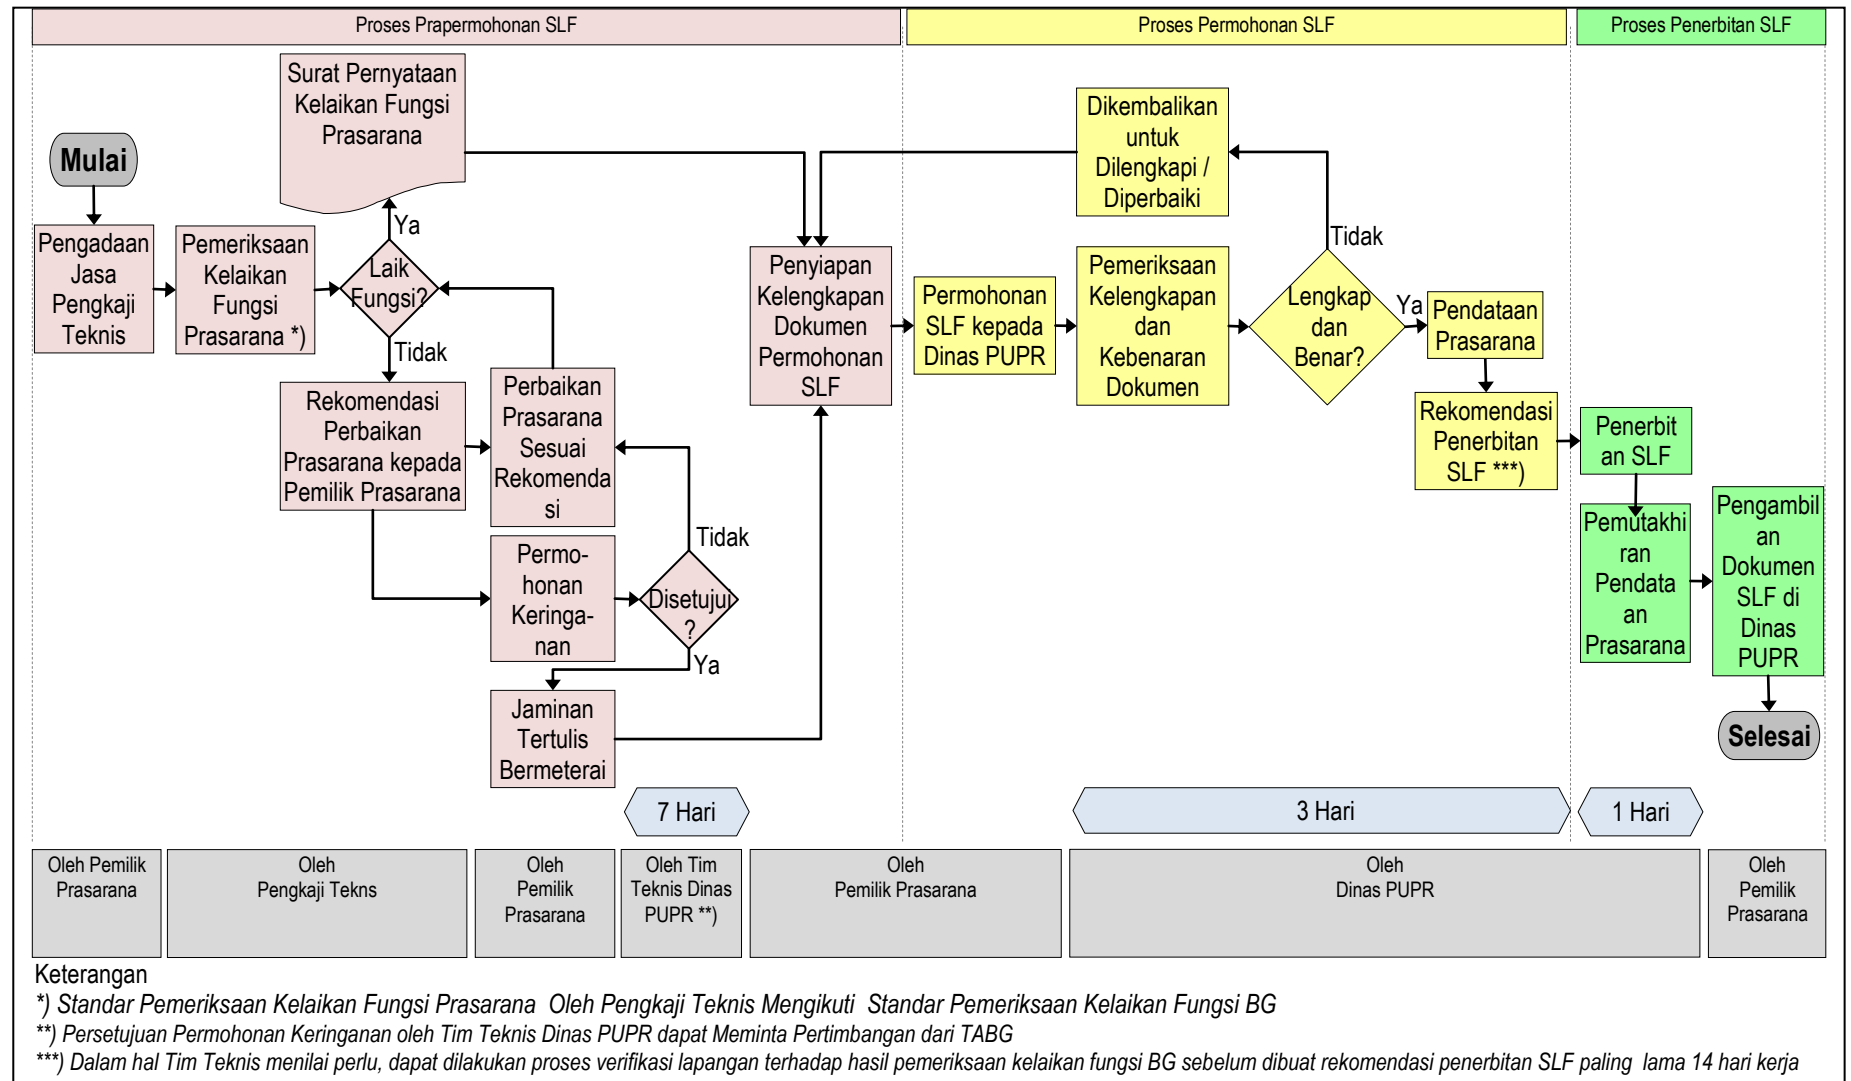 Proses Prapermohonan SLF
Proses Permohonan SLF
Proses Penerbitan SLF
Surat Pernyataan
Kelaikan Fungsi
Prasarana
Mulai
Ya
Pengadaan
Jasa
Pengkaji
Teknis
Pemeriksaan
Kelaikan
Fungsi
Prasarana *)
Laik
Fungsi?
Tidak
Rekomendasi
Perbaikan
Prasarana kepada
Pemilik Prasarana
Perbaikan
Prasarana
Sesuai
Rekomenda
si
Permo-
honan
Keringa-
nan
Tidak
Disetujui
?
Ya
Jaminan
Tertulis
Bermeterai
Penyiapan
Kelengkapan
Dokumen
Permohonan
SLF
Dikembalikan
untuk
Dilengkapi /
Diperbaiki
Permohonan
SLF kepada
Dinas PUPR
Pemeriksaan
Kelengkapan
dan
Kebenaran
Dokumen
Tidak
Lengkap
dan
Benar?
Ya
Pendataan
Prasarana
Rekomendasi
Penerbitan
SLF ***)
Penerbit
an SLF
Pemutakhi
ran
Pendata
an
Prasarana
Pengambil
an
Dokumen
SLF di
Dinas
PUPR
Selesai
7 Hari
3 Hari
1 Hari
Oleh Pemilik
Prasarana
Oleh
Pengkaji Tekns
Oleh
Pemilik
Prasarana
Oleh Tim
Teknis Dinas
PUPR **)
Oleh
Pemilik Prasarana
Oleh
Dinas PUPR
Oleh
Pemilik
Prasarana
Keterangan
*) Standar Pemeriksaan Kelaikan Fungsi Prasarana Oleh Pengkaji Teknis Mengikuti Standar Pemeriksaan Kelaikan Fungsi BG
**) Persetujuan Permohonan Keringanan oleh Tim Teknis Dinas PUPR dapat Meminta Pertimbangan dari TABG
***) Dalam hal Tim Teknis menilai perlu, dapat dilakukan proses verifikasi lapangan terhadap hasil pemeriksaan kelaikan fungsi BG sebelum dibuat rekomendasi penerbitan SLF paling lama 14 hari kerja